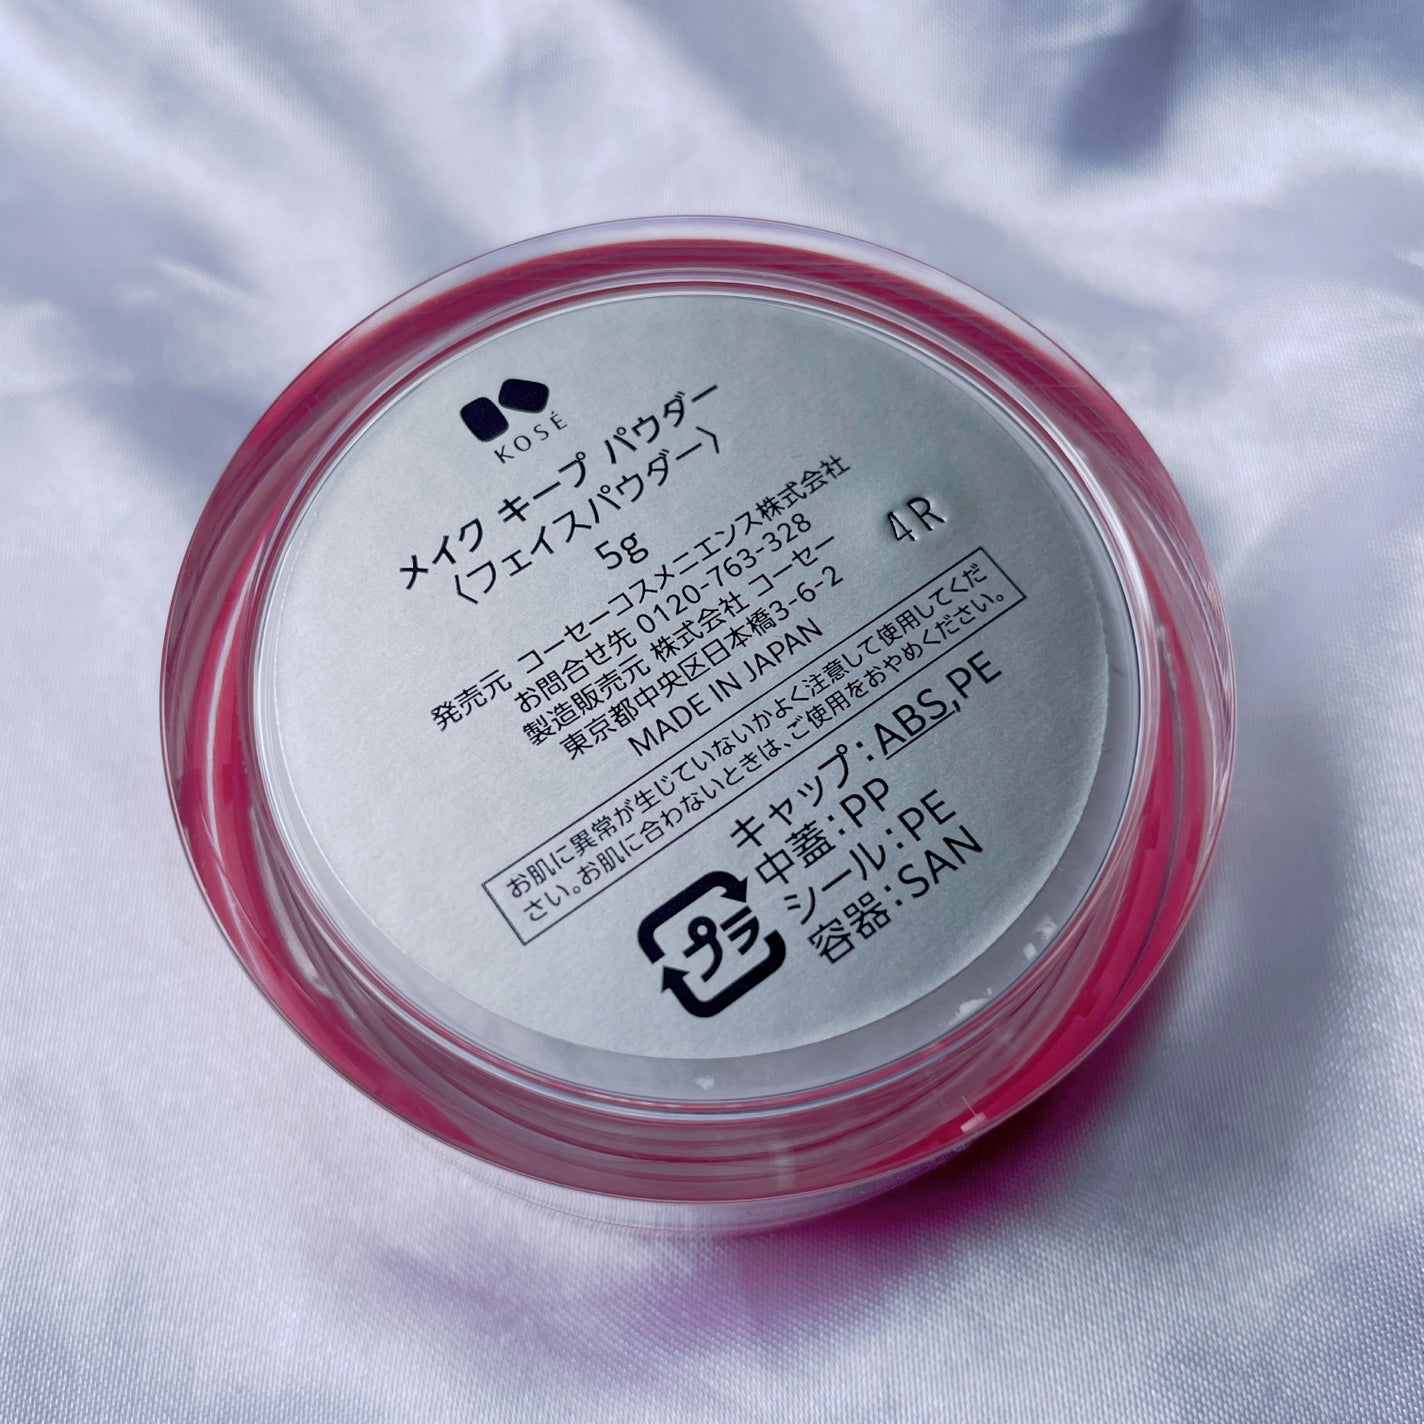 KOSÉ
メイク キープ パウダー
〈フェイスパウダー〉
5g
発売元 コーセーコスメニエンス株式会社
お問合せ先 0120-763-328
製造販売元 株式会社 コーセー
東京都中央区日本橋3-6-2
MADE IN JAPAN
4R
お肌に異常が生じていないかよく注意して使用してくだ
さい。お肌に合わないときは、ご使用をおやめください。
プラ
キャップ：ABS,PE
中蓋：PP
シール：PE
容器：SAN